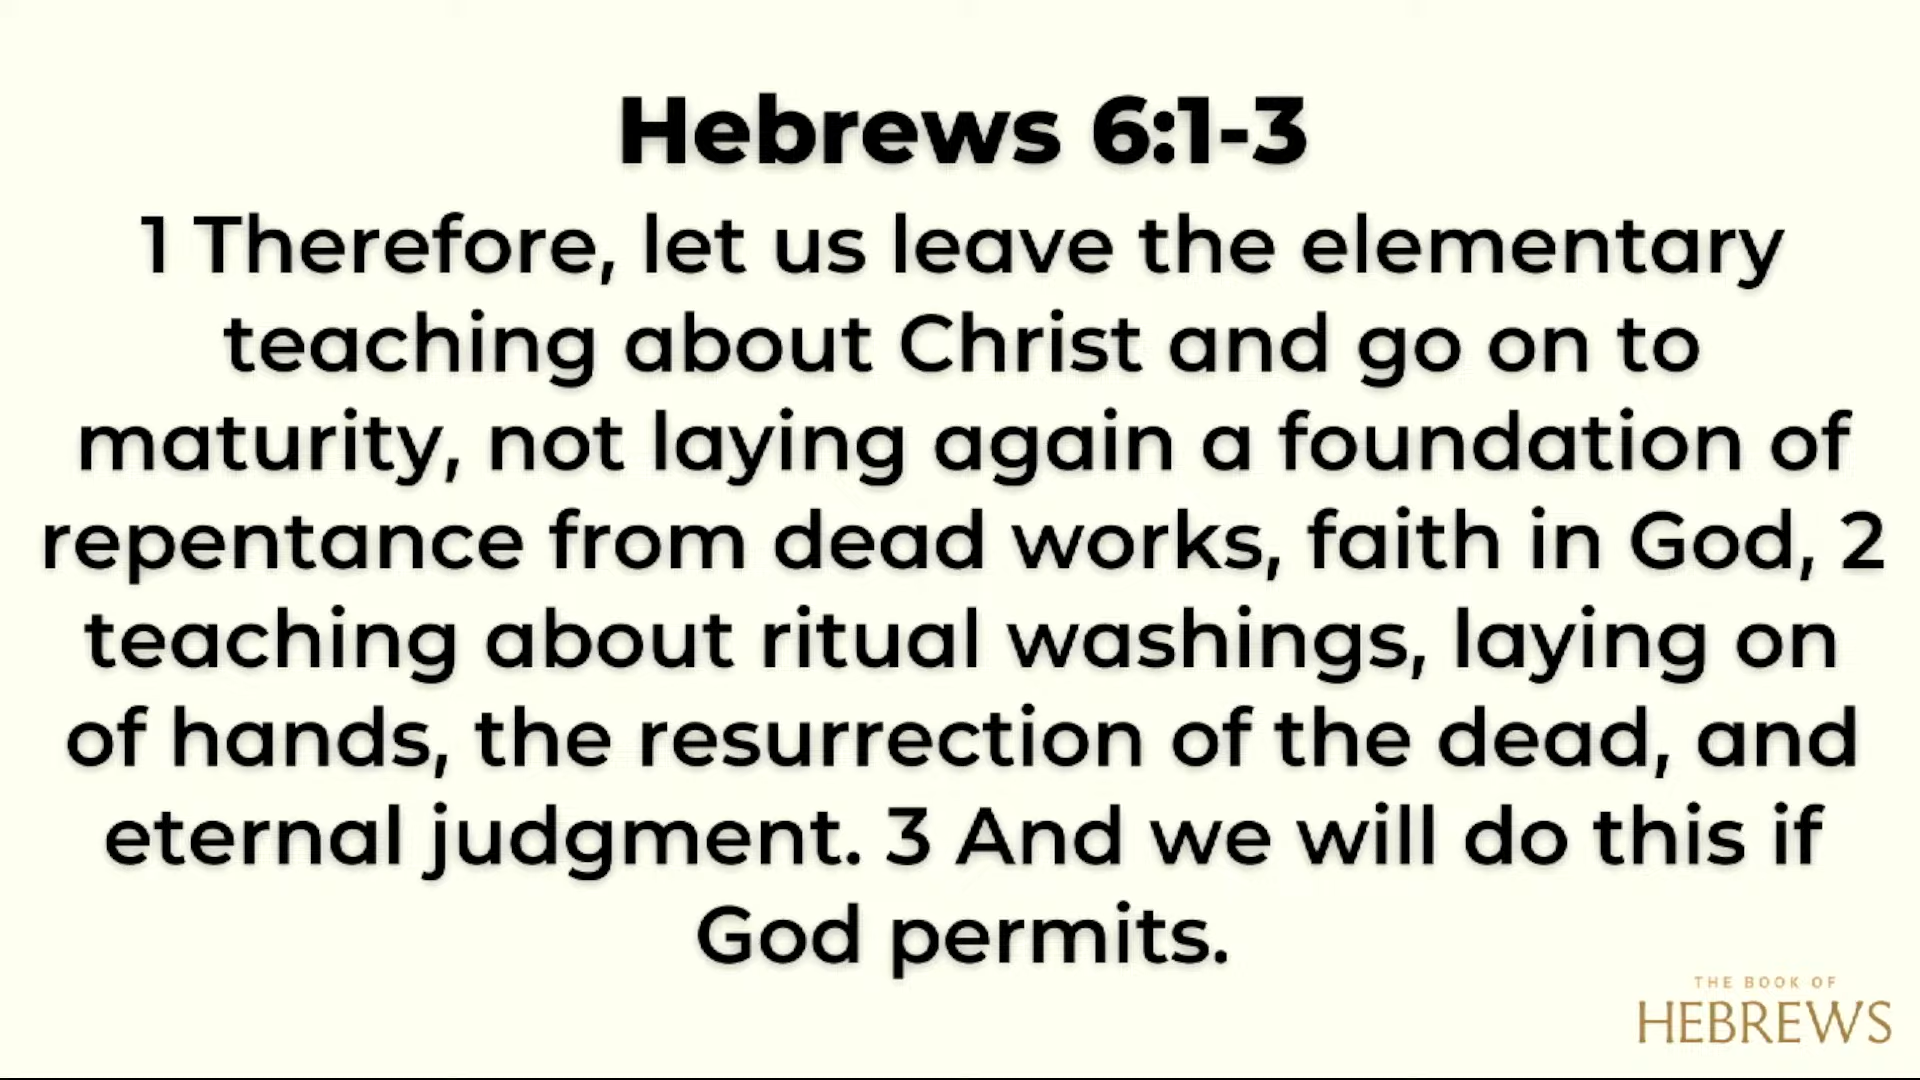 Hebrews 6:1-3
1 Therefore, let us leave the elementary
teaching about Christ and go on to
maturity, not laying again a foundation of
repentance from dead works, faith in God, 2
teaching about ritual washings, laying on
of hands, the resurrection of the dead, and
eternal judgment. 3 And we will do this if
God permits.
THE BOOK OF
HEBREWS